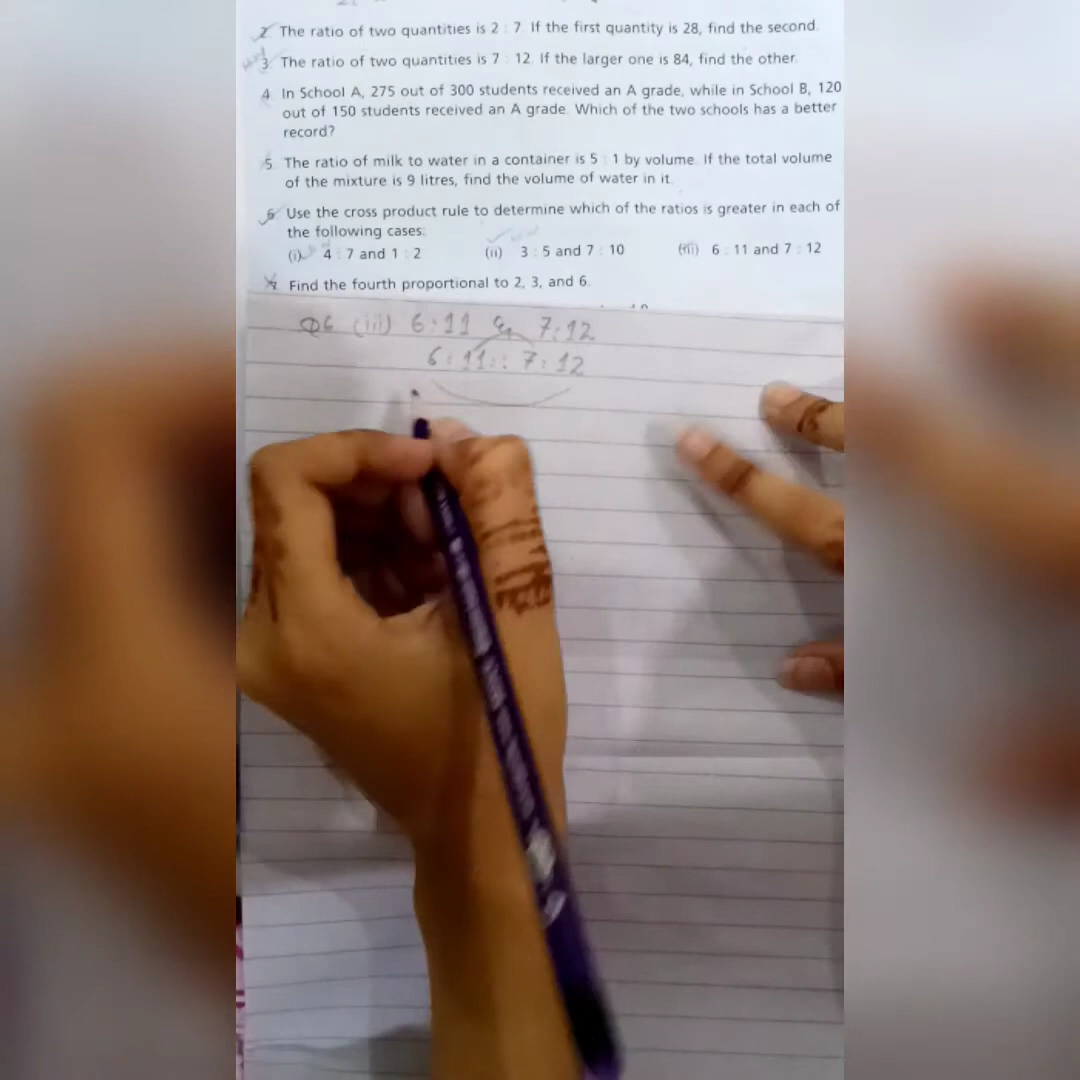 2. The ratio of two quantities is 2 : 7. If the first quantity is 28, find the second.
3. The ratio of two quantities is 7 : 12. If the larger one is 84, find the other.
4. In School A, 275 out of 300 students received an A grade, while in School B, 120
out of 150 students received an A grade. Which of the two schools has a better
record?
5. The ratio of milk to water in a container is 5 : 1 by volume. If the total volume
of the mixture is 9 litres, find the volume of water in it.
6. Use the cross product rule to determine which of the ratios is greater in each of
the following cases:
(i) 4 : 7 and 1 : 2 (ii) 3 : 5 and 7 : 10 (iii) 6 : 11 and 7 : 12
7. Find the fourth proportional to 2, 3, and 6.
Q6 (iii) 6:11 & 7:12
6:11::7:12